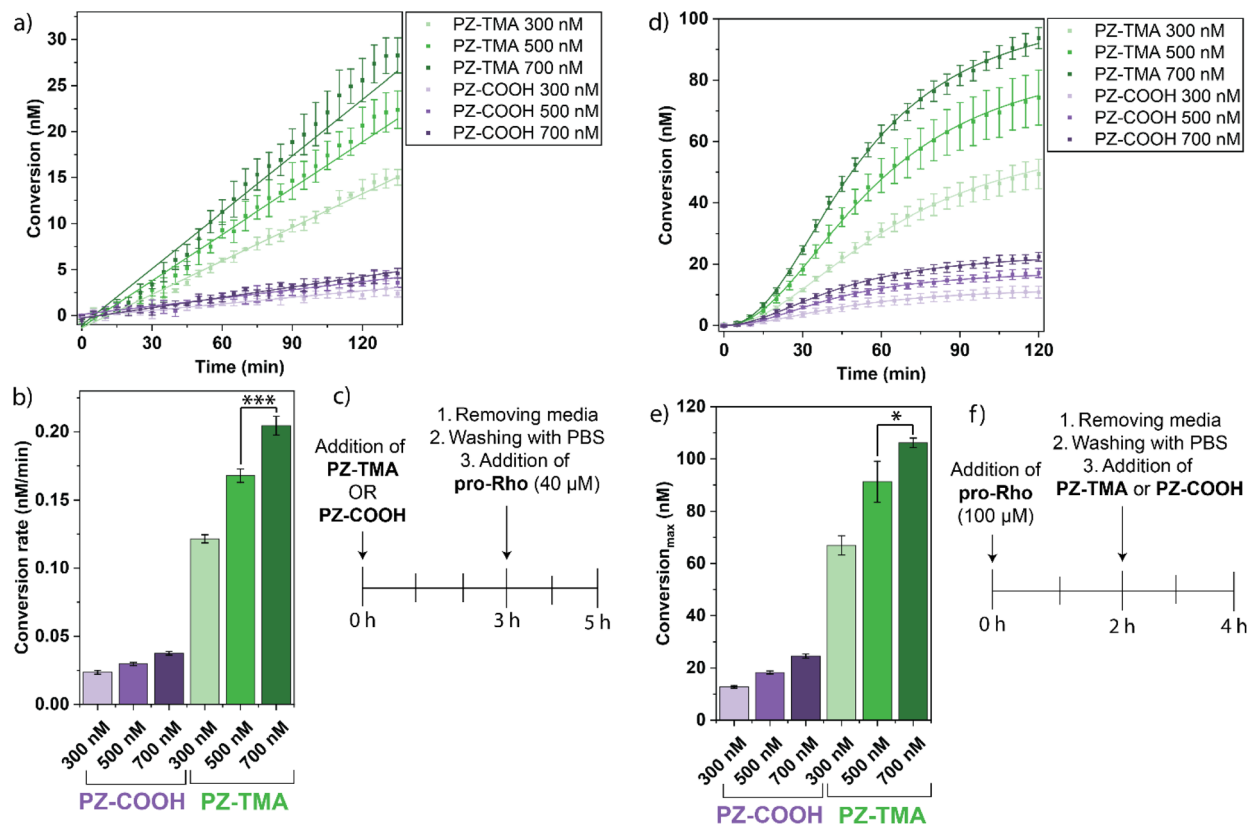 a)
PZ-TMA 300 nM
PZ-TMA 500 nM
PZ-TMA 700 nM
PZ-COOH 300 nM
PZ-COOH 500 nM
PZ-COOH 700 nM
Conversion (nM)
30
25
20
15
10
5
0
0 30 60 90 120
Time (min)
d)
PZ-TMA 300 nM
PZ-TMA 500 nM
PZ-TMA 700 nM
PZ-COOH 300 nM
PZ-COOH 500 nM
PZ-COOH 700 nM
Conversion (nM)
100
80
60
40
20
0
0 30 60 90 120
Time (min)
b)
Conversion rate (nM/min)
0.20
0.15
0.10
0.05
0.00
***
300 nM 500 nM 700 nM 300 nM 500 nM 700 nM
PZ-COOH PZ-TMA
c)
Addition of
PZ-TMA
OR
PZ-COOH
1. Removing media
2. Washing with PBS
3. Addition of
pro-Rho (40 µM)
0 h 3 h 5 h
e)
Conversionmax (nM)
120
100
80
60
40
20
0
*
300 nM 500 nM 700 nM 300 nM 500 nM 700 nM
PZ-COOH PZ-TMA
f)
Addition of
pro-Rho
(100 µM)
1. Removing media
2. Washing with PBS
3. Addition of
PZ-TMA or PZ-COOH
0 h 2 h 4 h